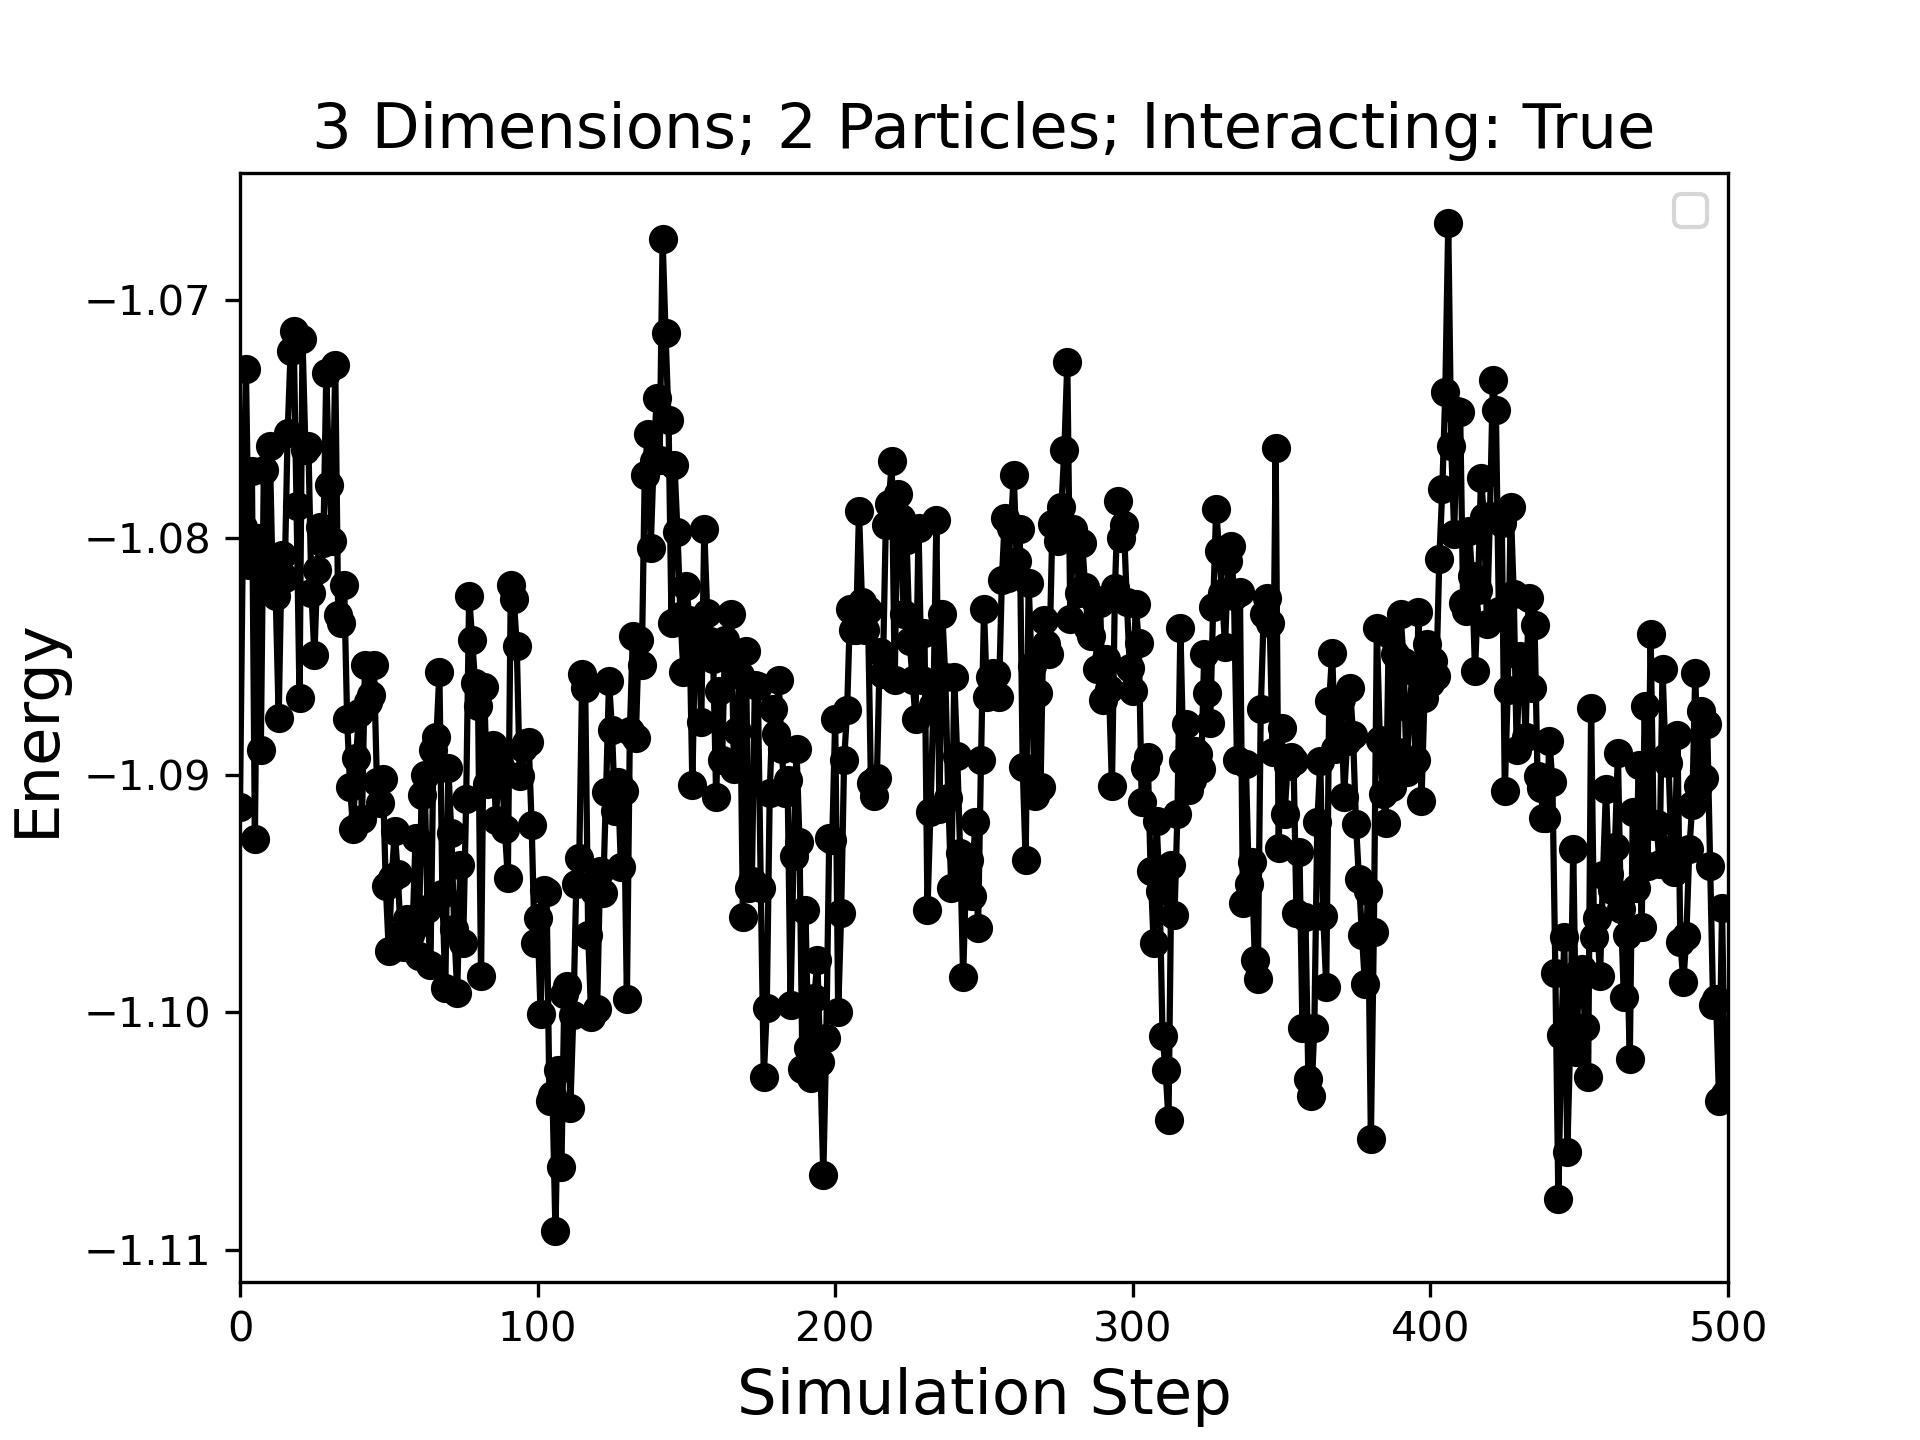 3 Dimensions; 2 Particles; Interacting: True
Energy
−1.07
−1.08
−1.09
−1.10
−1.11
0 100 200 300 400 500
Simulation Step